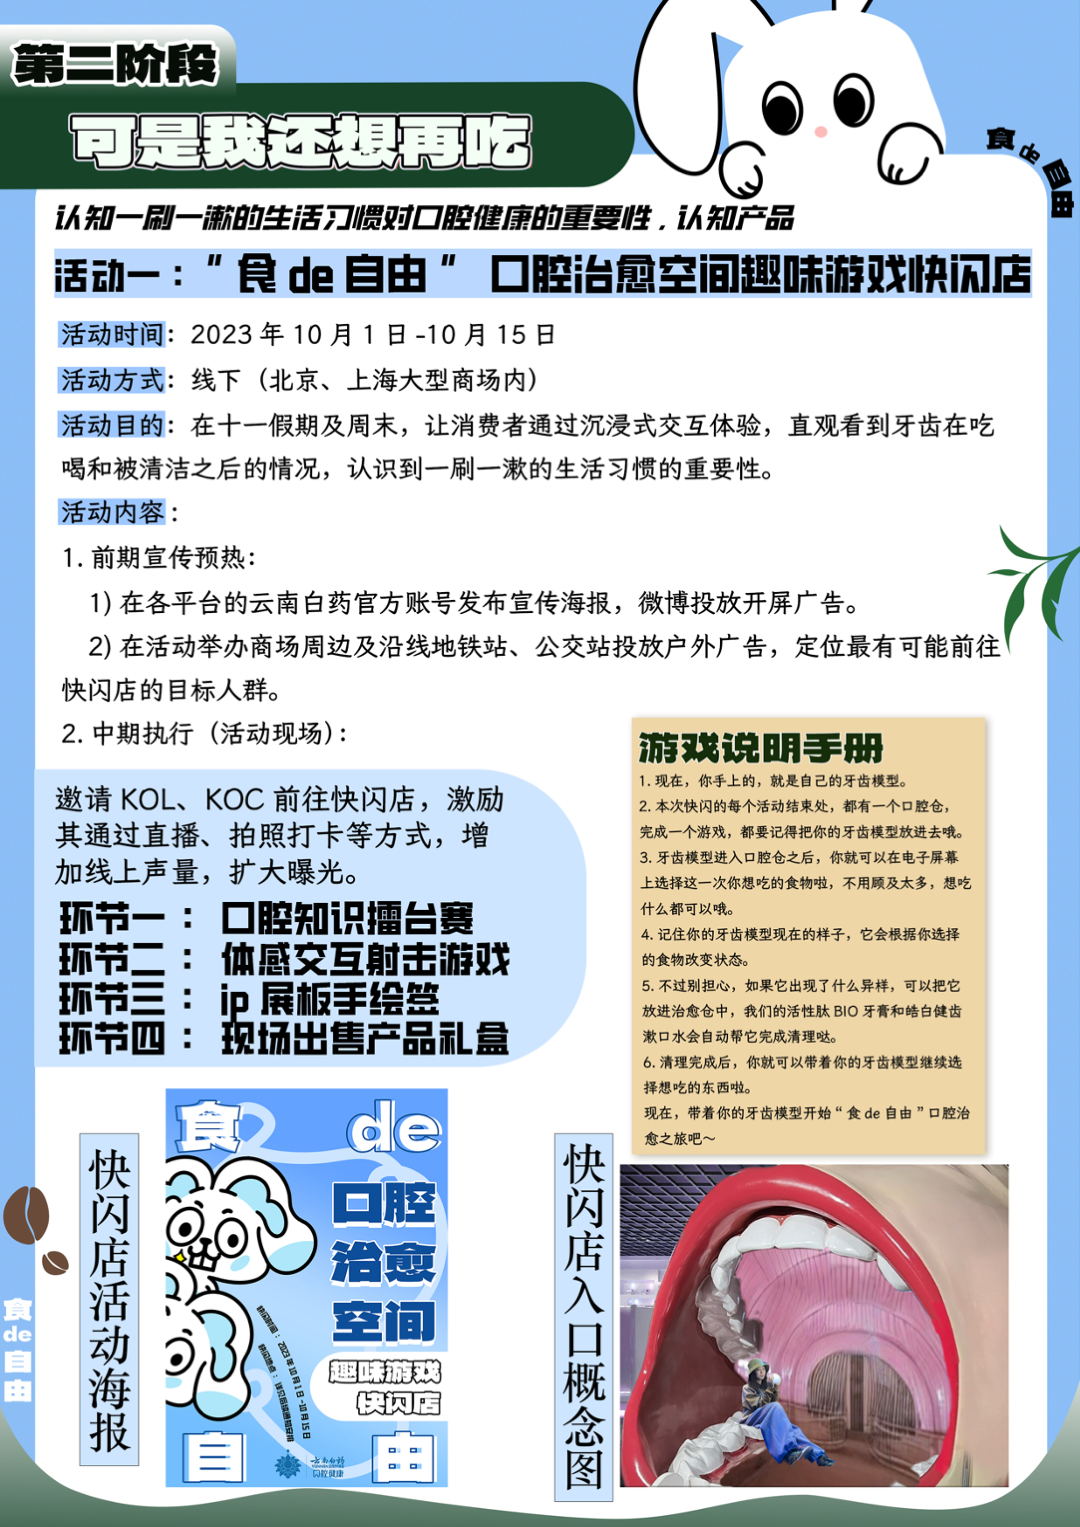 第二阶段
可是我还想再吃
食de自由
认知一刷一漱的生活习惯对口腔健康的重要性，认知产品
活动一："食de自由" 口腔治愈空间趣味游戏快闪店
活动时间：2023年10月1日-10月15日
活动方式：线下（北京、上海大型商场内）
活动目的：在十一假期及周末，让消费者通过沉浸式交互体验，直观看到牙齿在吃
喝和被清洁之后的情况，认识到一刷一漱的生活习惯的重要性。
活动内容：
1. 前期宣传预热：
1) 在各平台的云南白药官方账号发布宣传海报，微博投放开屏广告。
2) 在活动举办商场周边及沿线地铁站、公交站投放户外广告，定位最有可能前往
快闪店的目标人群。
2. 中期执行（活动现场）：
邀请KOL、KOC前往快闪店，激励
其通过直播、拍照打卡等方式，增
加线上声量，扩大曝光。
环节一：口腔知识擂台赛
环节二：体感交互射击游戏
环节三：ip展板手绘签
环节四：现场出售产品礼盒
游戏说明手册
1. 现在，你手上的，就是自己的牙齿模型。
2. 本次快闪的每个活动结束处，都有一个口腔仓，
完成一个游戏，都要记得把你的牙齿模型放进去哦。
3. 牙齿模型进入口腔仓之后，你就可以在电子屏幕
上选择这一次你想吃的食物啦，不用顾及太多，想吃
什么都可以哦。
4. 记住你的牙齿模型现在的样子，它会根据你选择
的食物改变状态。
5. 不过别担心，如果它出现了什么异样，可以把它
放进治愈仓中，我们的活性肽BIO牙膏和皓白健齿
漱口水会自动帮它完成清理哒。
6. 清理完成后，你就可以带着你的牙齿模型继续选
择想吃的东西啦。
现在，带着你的牙齿模型开始"食de自由"口腔治
愈之旅吧～
快闪店活动海报
食de
口腔
治愈
空间
趣味游戏
快闪店
快闪时间：2023年10月1日-10月15日
自由
云南白药
口腔健康
快闪店入口概念图
食
de
自
由